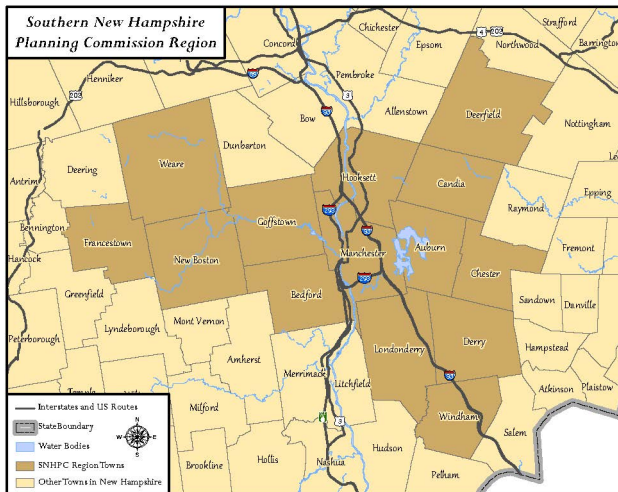 Southern New Hampshire
Planning Commission Region
Strafford
Chichester
4 202
Northwood
Barrington
Concord
Epsom
Henniker
Pembroke
Hillsborough
202
3
Bow
Allenstown
Deerfield
Nottingham
Dunbarton
Weare
Deering
Hooksett
Antrim
Candia
Epping
Raymond
Goffstown
293
Bennington
Francestown
93
Auburn
Fremont
Hancock
New Boston
Manchester
Chester
293
Greenfield
Bedford
Sandown
Danville
Mont Vernon
Lyndeborough
Peterborough
Derry
Londonderry
Hampstead
Amherst
Merrimack
Litchfield
93
Atkinson
Plaistow
Milford
Windham
Interstates and US Routes
State Boundary
Water Bodies
SNHPC Region Towns
Other Towns in New Hampshire
N
W
E
S
3
Salem
Brookline
Hollis
Nashua
Hudson
Pelham